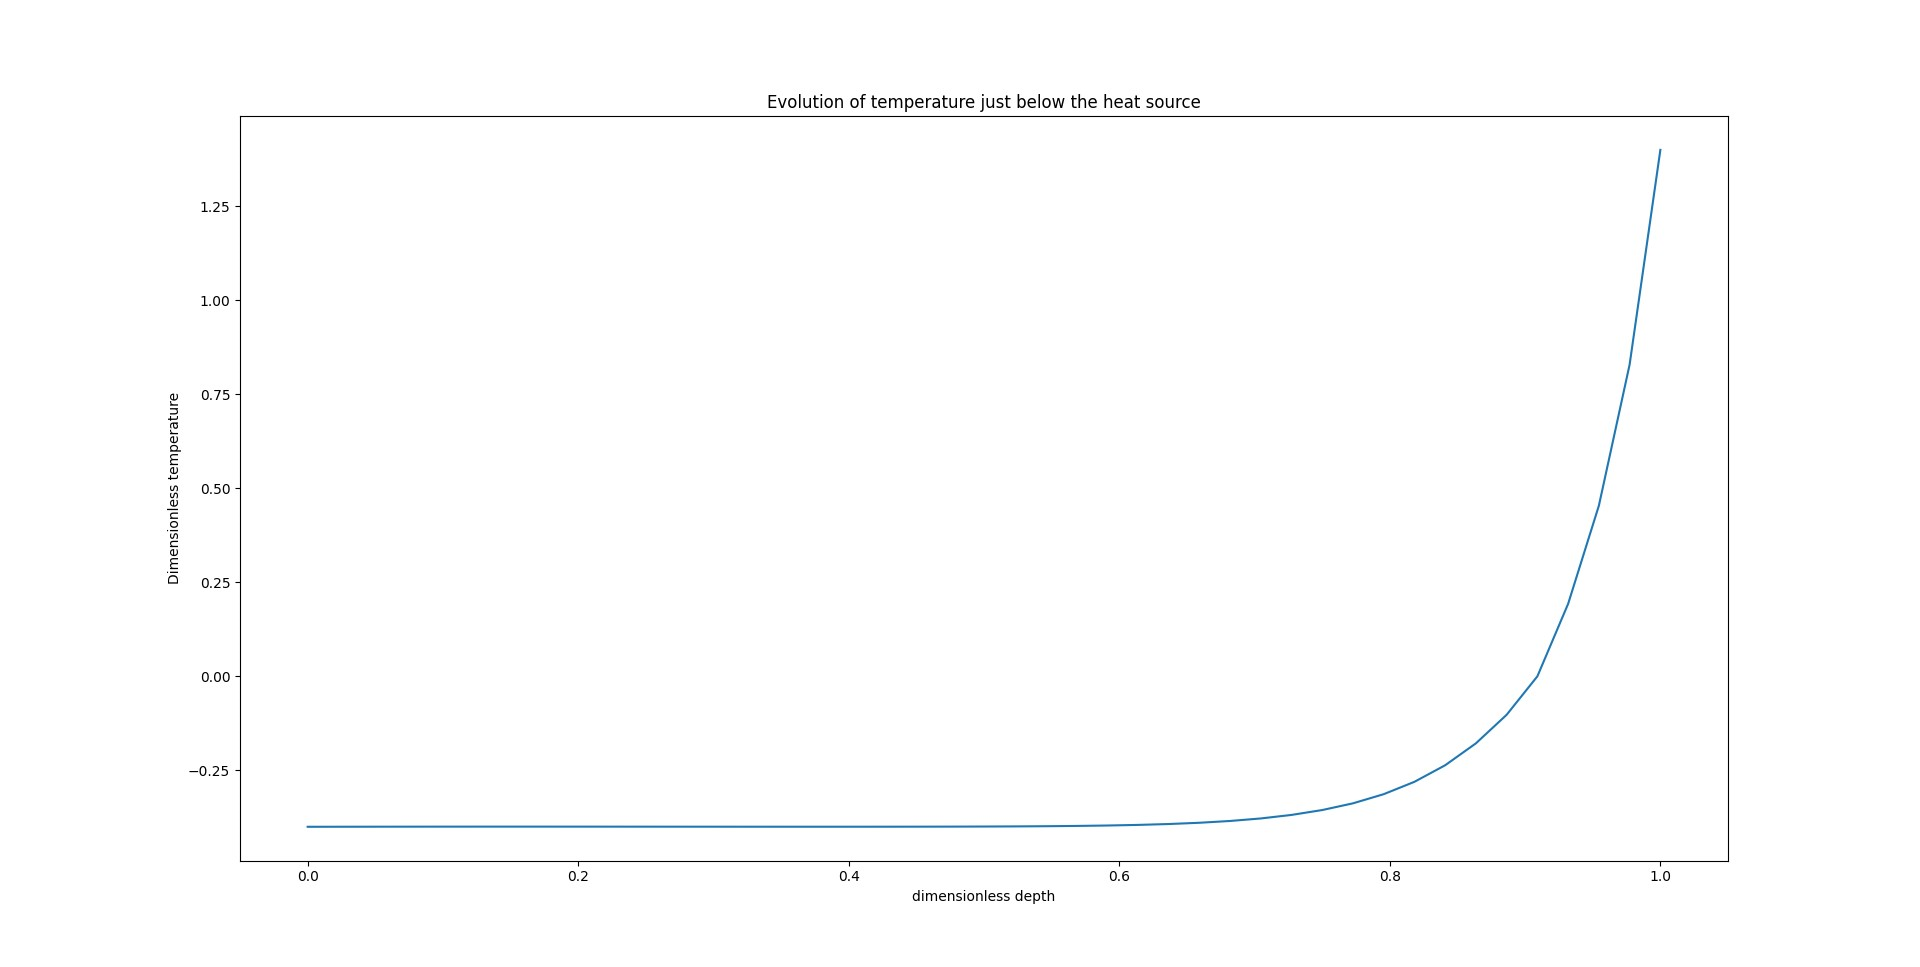 Evolution of temperature just below the heat source
1.25
1.00
0.75
0.50
0.25
0.00
−0.25
Dimensionless temperature
0.0 0.2 0.4 0.6 0.8 1.0
dimensionless depth